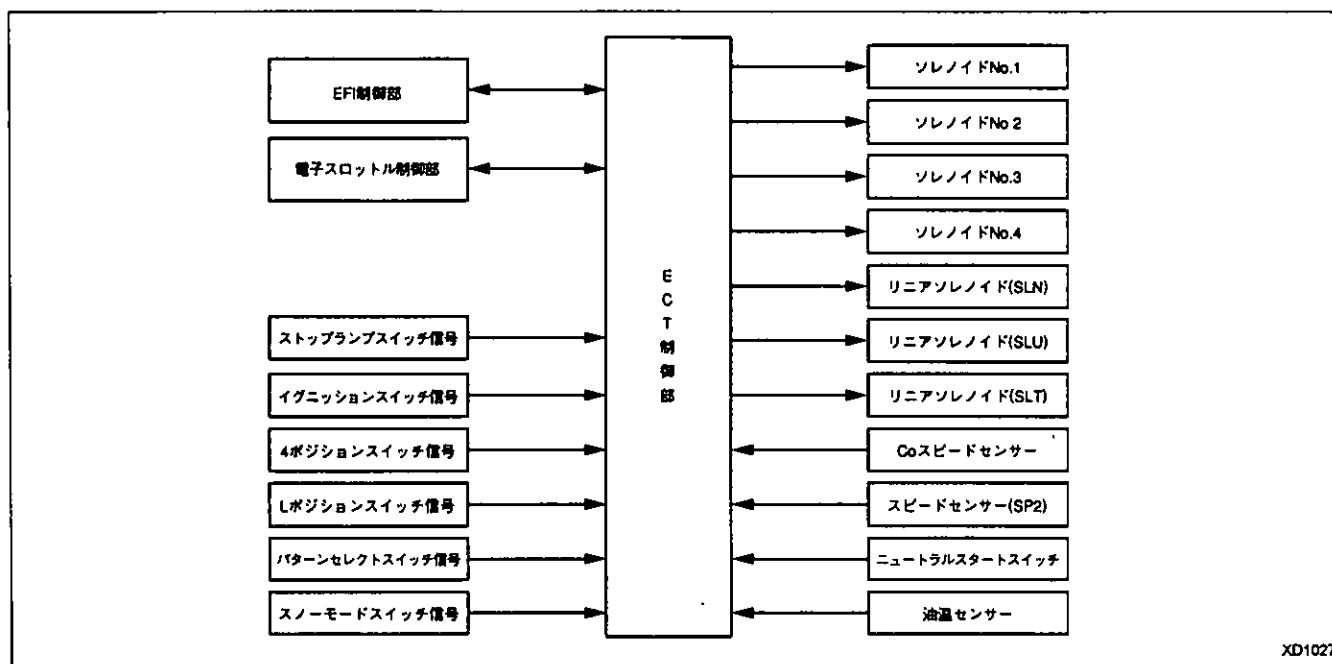 EFI制御部
電子スロットル制御部
ストップランプスイッチ信号
イグニッションスイッチ信号
4ポジションスイッチ信号
Lポジションスイッチ信号
パターンセレクトスイッチ信号
スノーモードスイッチ信号
ECT制御部
ソレノイドNo.1
ソレノイドNo.2
ソレノイドNo.3
ソレノイドNo.4
リニアソレノイド(SLN)
リニアソレノイド(SLU)
リニアソレノイド(SLT)
Coスピードセンサー
スピードセンサー(SP2)
ニュートラルスタートスイッチ
油温センサー
XD1027